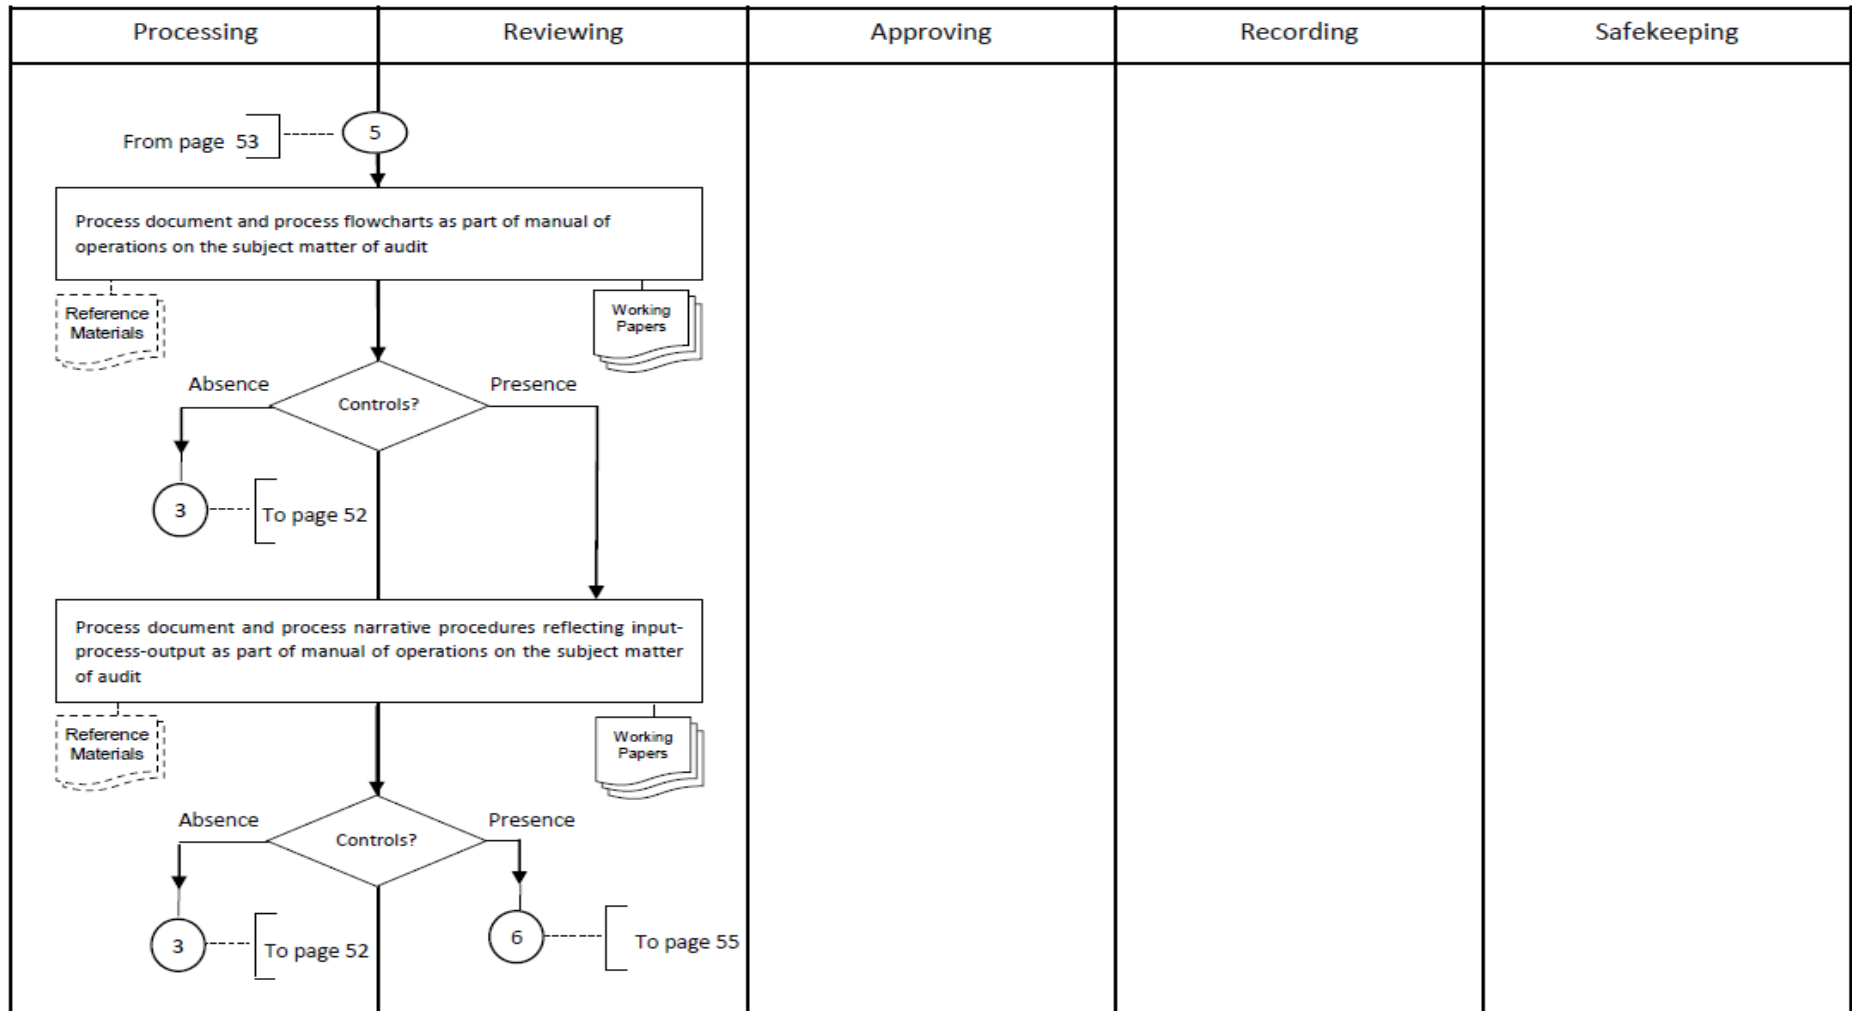 Processing
Reviewing
Approving
Recording
Safekeeping
From page 53
5
Process document and process flowcharts as part of manual of
operations on the subject matter of audit
Reference
Materials
Working
Papers
Absence
Controls?
Presence
3
To page 52
Process document and process narrative procedures reflecting input-
process-output as part of manual of operations on the subject matter
of audit
Reference
Materials
Working
Papers
Absence
Controls?
Presence
3
To page 52
6
To page 55